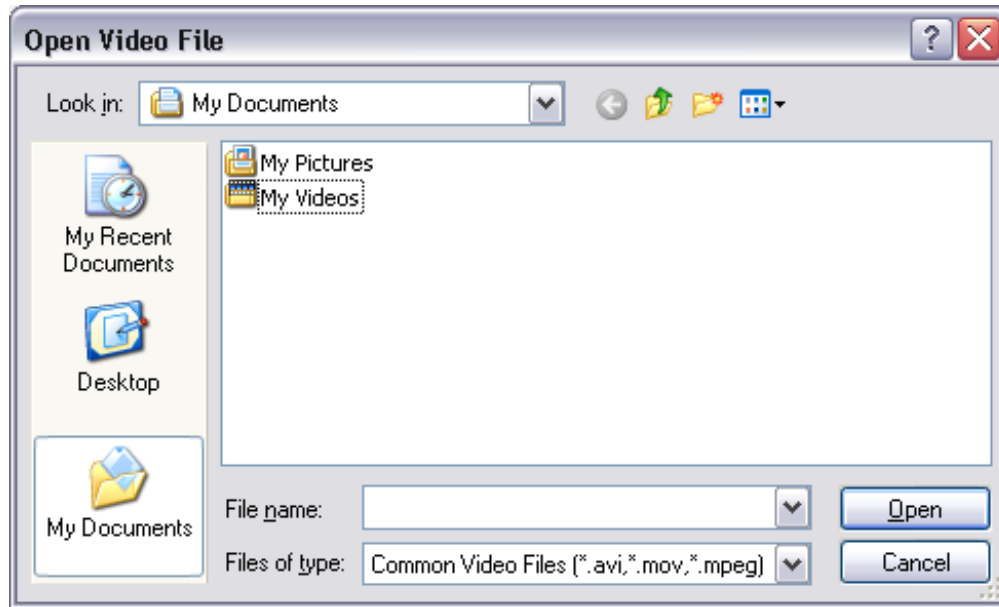 Open Video File
?
Look in: My Documents
My Pictures
My Videos
My Recent
Documents
Desktop
My Documents
File name:
Open
Files of type: Common Video Files (*.avi,*.mov,*.mpeg)
Cancel